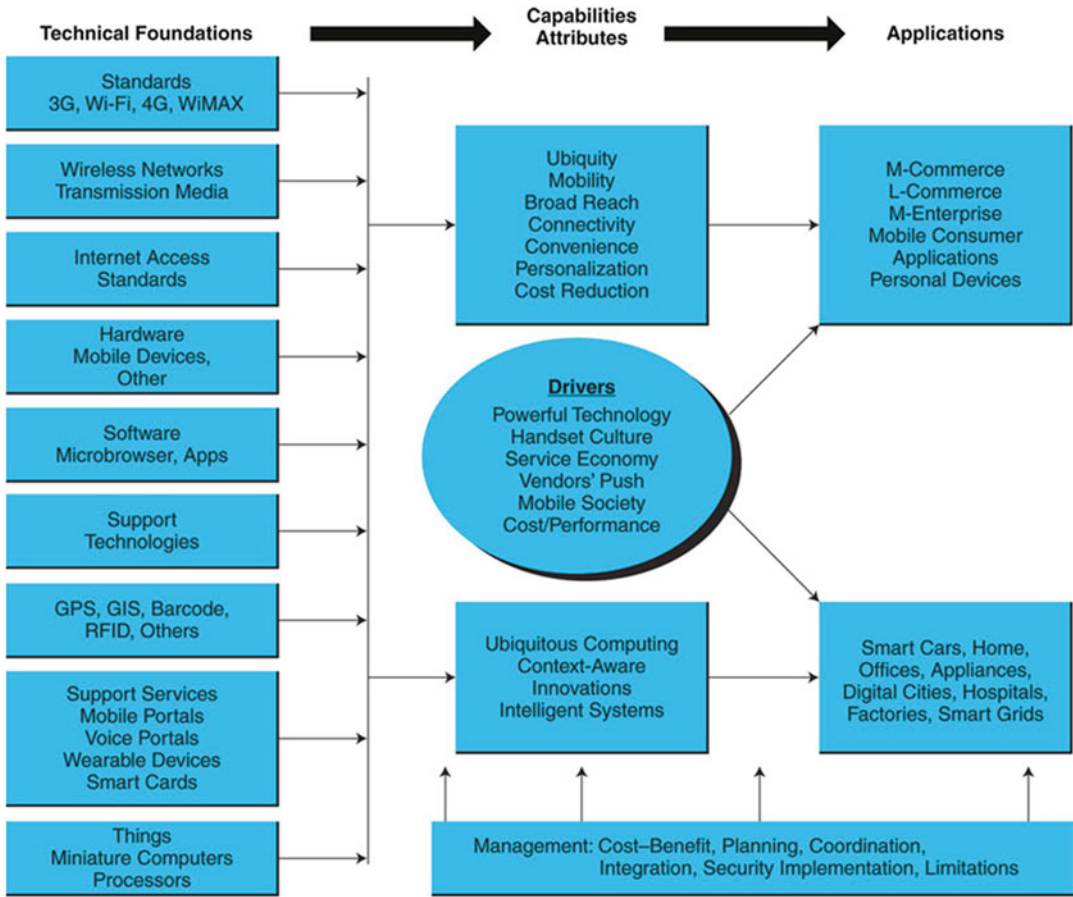 Technical Foundations
Capabilities
Attributes
Applications
Standards
3G, Wi-Fi, 4G, WiMAX
Wireless Networks
Transmission Media
Internet Access
Standards
Hardware
Mobile Devices,
Other
Software
Microbrowser, Apps
Support
Technologies
GPS, GIS, Barcode,
RFID, Others
Support Services
Mobile Portals
Voice Portals
Wearable Devices
Smart Cards
Things
Miniature Computers
Processors
Ubiquity
Mobility
Broad Reach
Connectivity
Convenience
Personalization
Cost Reduction
Drivers
Powerful Technology
Handset Culture
Service Economy
Vendors' Push
Mobile Society
Cost/Performance
Ubiquitous Computing
Context-Aware
Innovations
Intelligent Systems
M-Commerce
L-Commerce
M-Enterprise
Mobile Consumer
Applications
Personal Devices
Smart Cars, Home,
Offices, Appliances,
Digital Cities, Hospitals,
Factories, Smart Grids
Management: Cost–Benefit, Planning, Coordination,
Integration, Security Implementation, Limitations